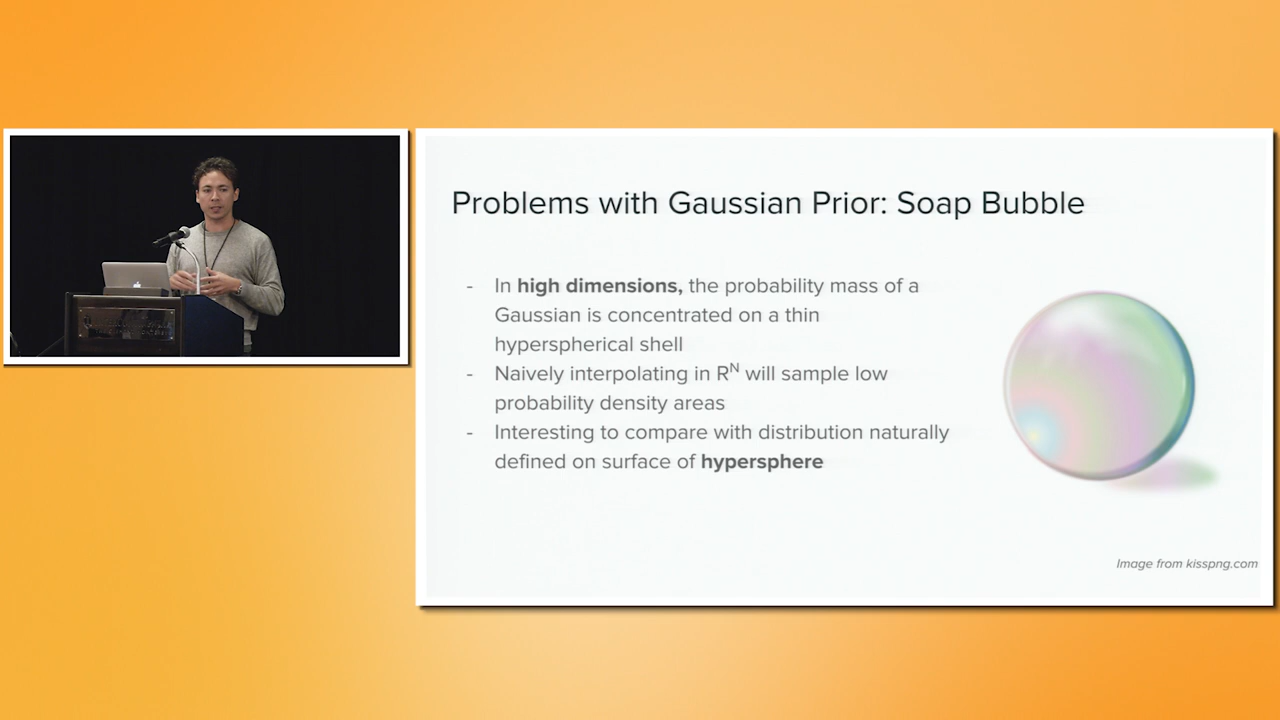 Problems with Gaussian Prior: Soap Bubble
- In high dimensions, the probability mass of a
Gaussian is concentrated on a thin
hyperspherical shell
- Naively interpolating in Rᴺ will sample low
probability density areas
- Interesting to compare with distribution naturally
defined on surface of hypersphere
Image from kisspng.com